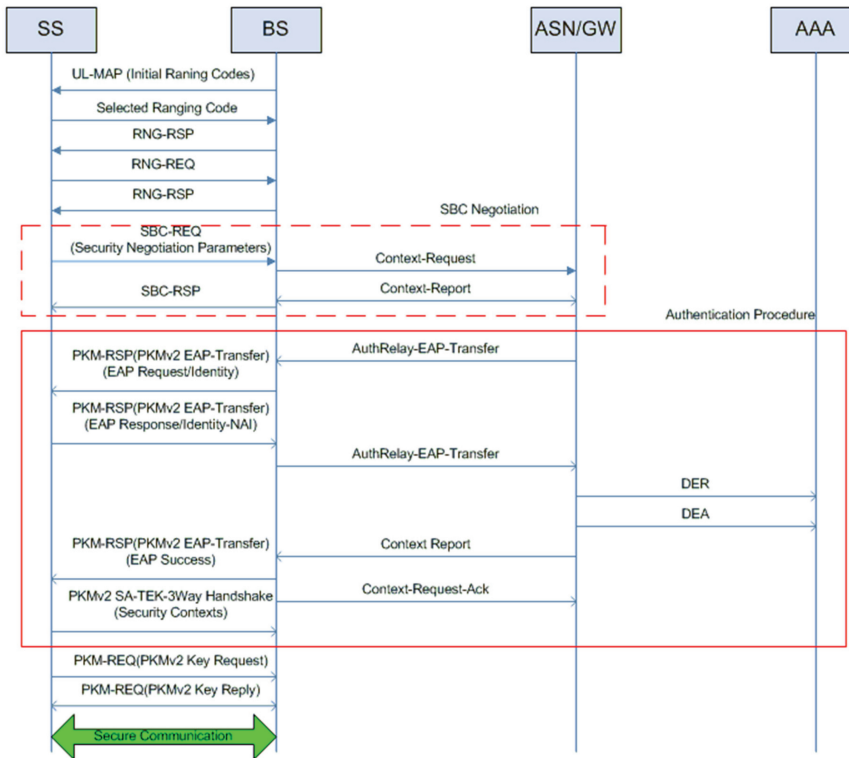 SS
BS
ASN/GW
AAA
UL-MAP (Initial Raning Codes)
Selected Ranging Code
RNG-RSP
RNG-REQ
RNG-RSP
SBC Negotiation
SBC-REQ
(Security Negotiation Parameters)
Context-Request
SBC-RSP
Context-Report
Authentication Procedure
PKM-RSP(PKMv2 EAP-Transfer)
(EAP Request/Identity)
AuthRelay-EAP-Transfer
PKM-RSP(PKMv2 EAP-Transfer)
(EAP Response/Identity-NAI)
AuthRelay-EAP-Transfer
DER
DEA
PKM-RSP(PKMv2 EAP-Transfer)
(EAP Success)
Context Report
PKMv2 SA-TEK-3Way Handshake
(Security Contexts)
Context-Request-Ack
PKM-REQ(PKMv2 Key Request)
PKM-REQ(PKMv2 Key Reply)
Secure Communication